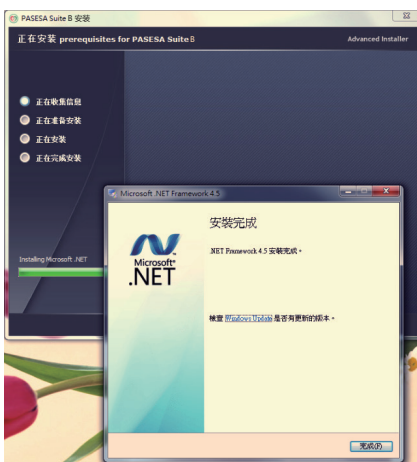 PASESA Suite B 安装
正在安装 prerequisites for PASESA Suite B
Advanced Installer
正在收集信息
正在准备安装
正在安装
正在完成安装
Installing Microsoft .NET
Microsoft .NET Framework 4.5
安裝完成
.NET Framework 4.5 安裝完成。
Microsoft®
.NET
檢查 Windows Update 是否有更新的版本。
完成(F)